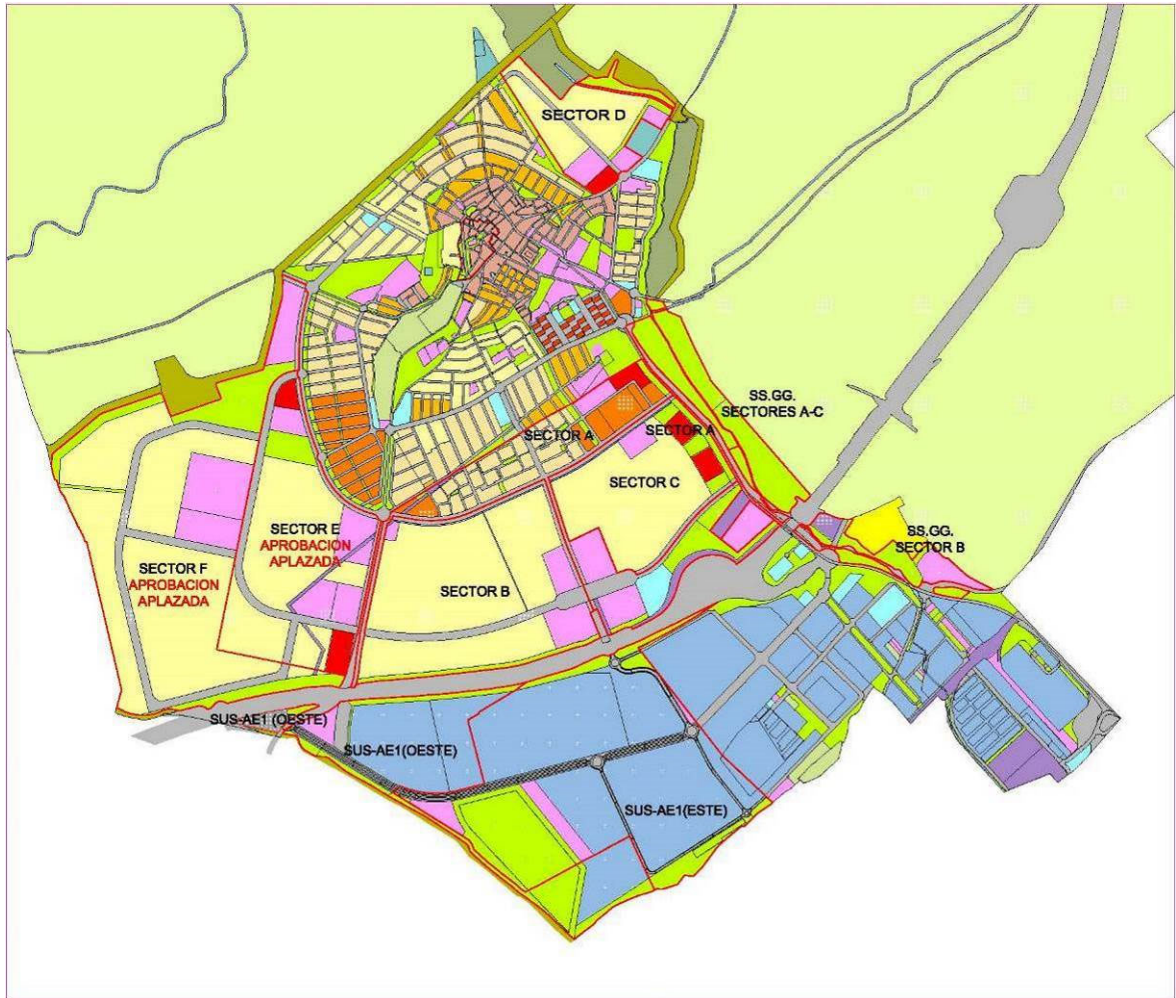 SECTOR D
SS.GG.
SECTORES A-C
SECTOR A
SECTOR A
SECTOR C
SECTOR E
APROBACION
APLAZADA
SS.GG.
SECTOR B
SECTOR F
APROBACION
APLAZADA
SECTOR B
SUS-AE1 (OESTE)
SUS-AE1(OESTE)
SUS-AE1(ESTE)